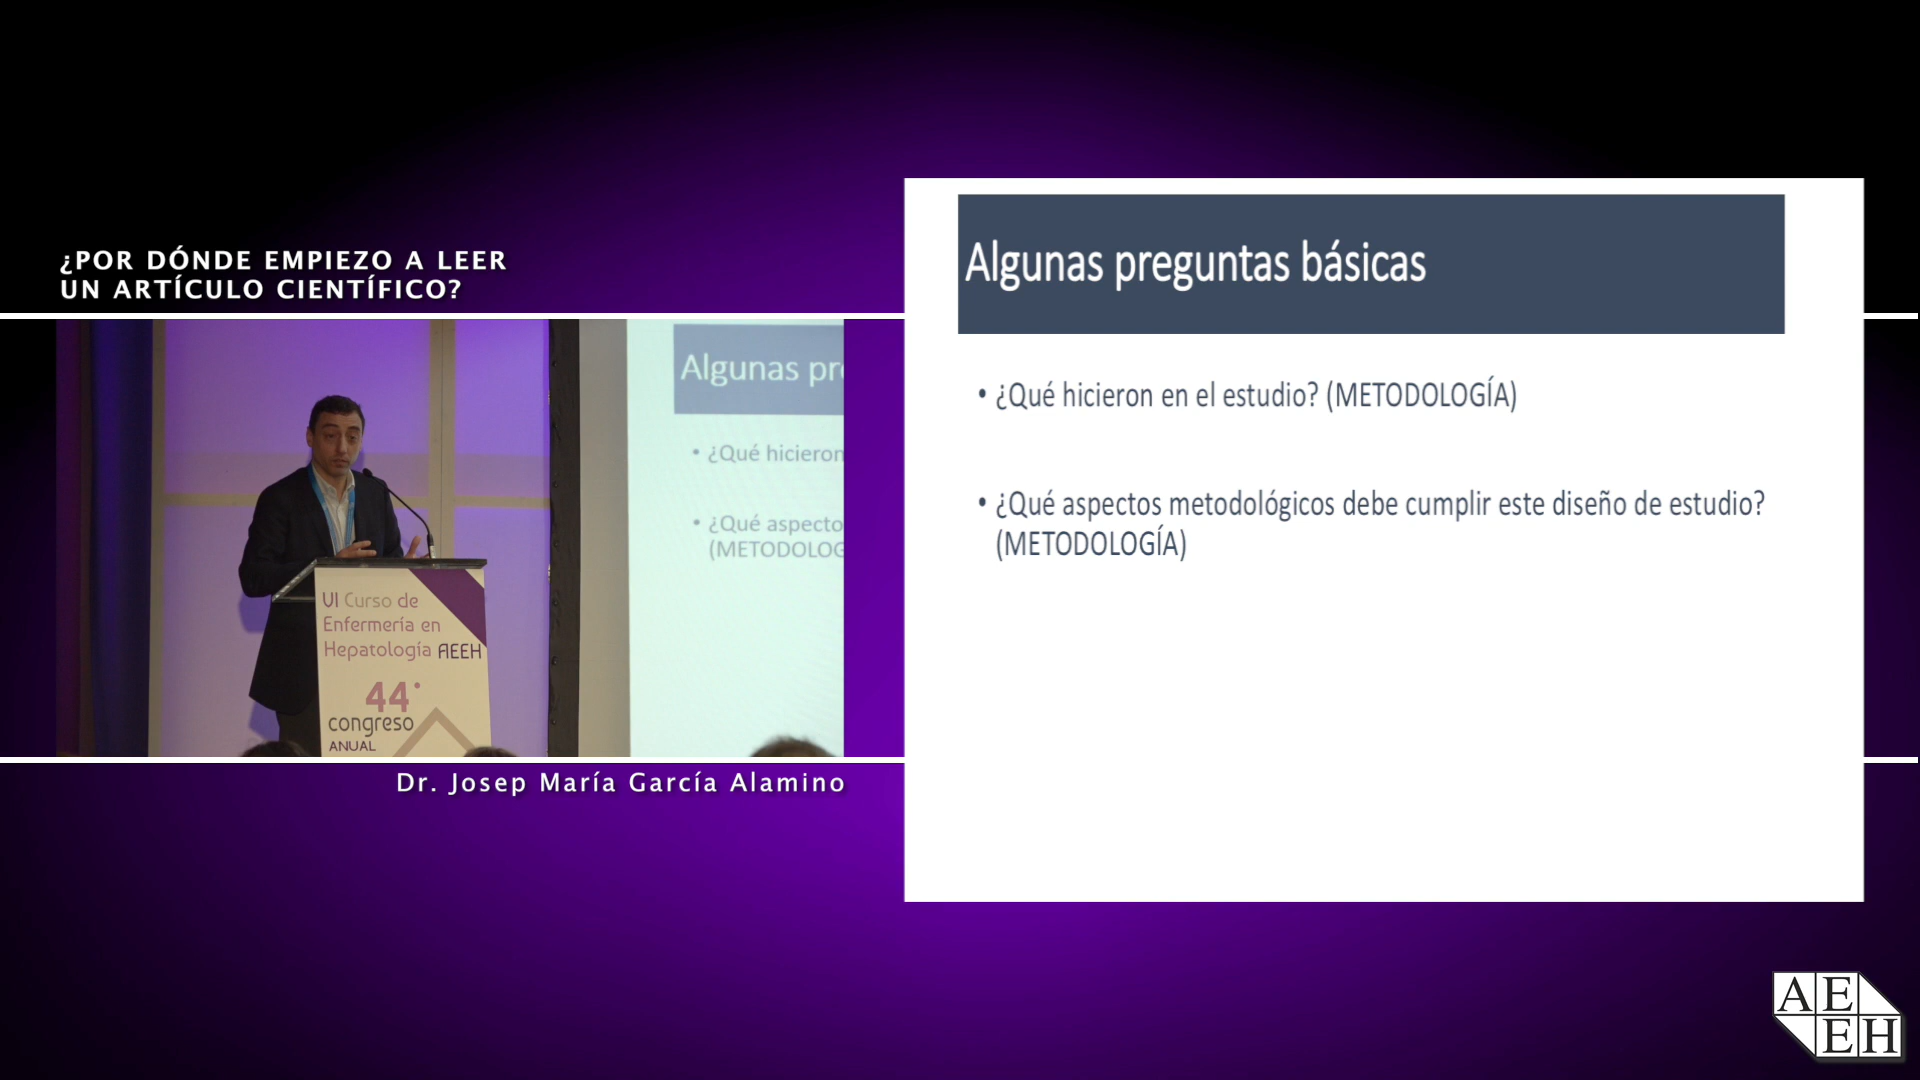 ¿POR DÓNDE EMPIEZO A LEER
UN ARTÍCULO CIENTÍFICO?
Algunas pre
• ¿Qué hicieron
• ¿Qué aspecto
(METODOLOG
VI Curso de
Enfermería en
Hepatología AEEH
44°
congreso
ANUAL
Dr. Josep María García Alamino
Algunas preguntas básicas
• ¿Qué hicieron en el estudio? (METODOLOGÍA)
• ¿Qué aspectos metodológicos debe cumplir este diseño de estudio?
(METODOLOGÍA)
AE
EH